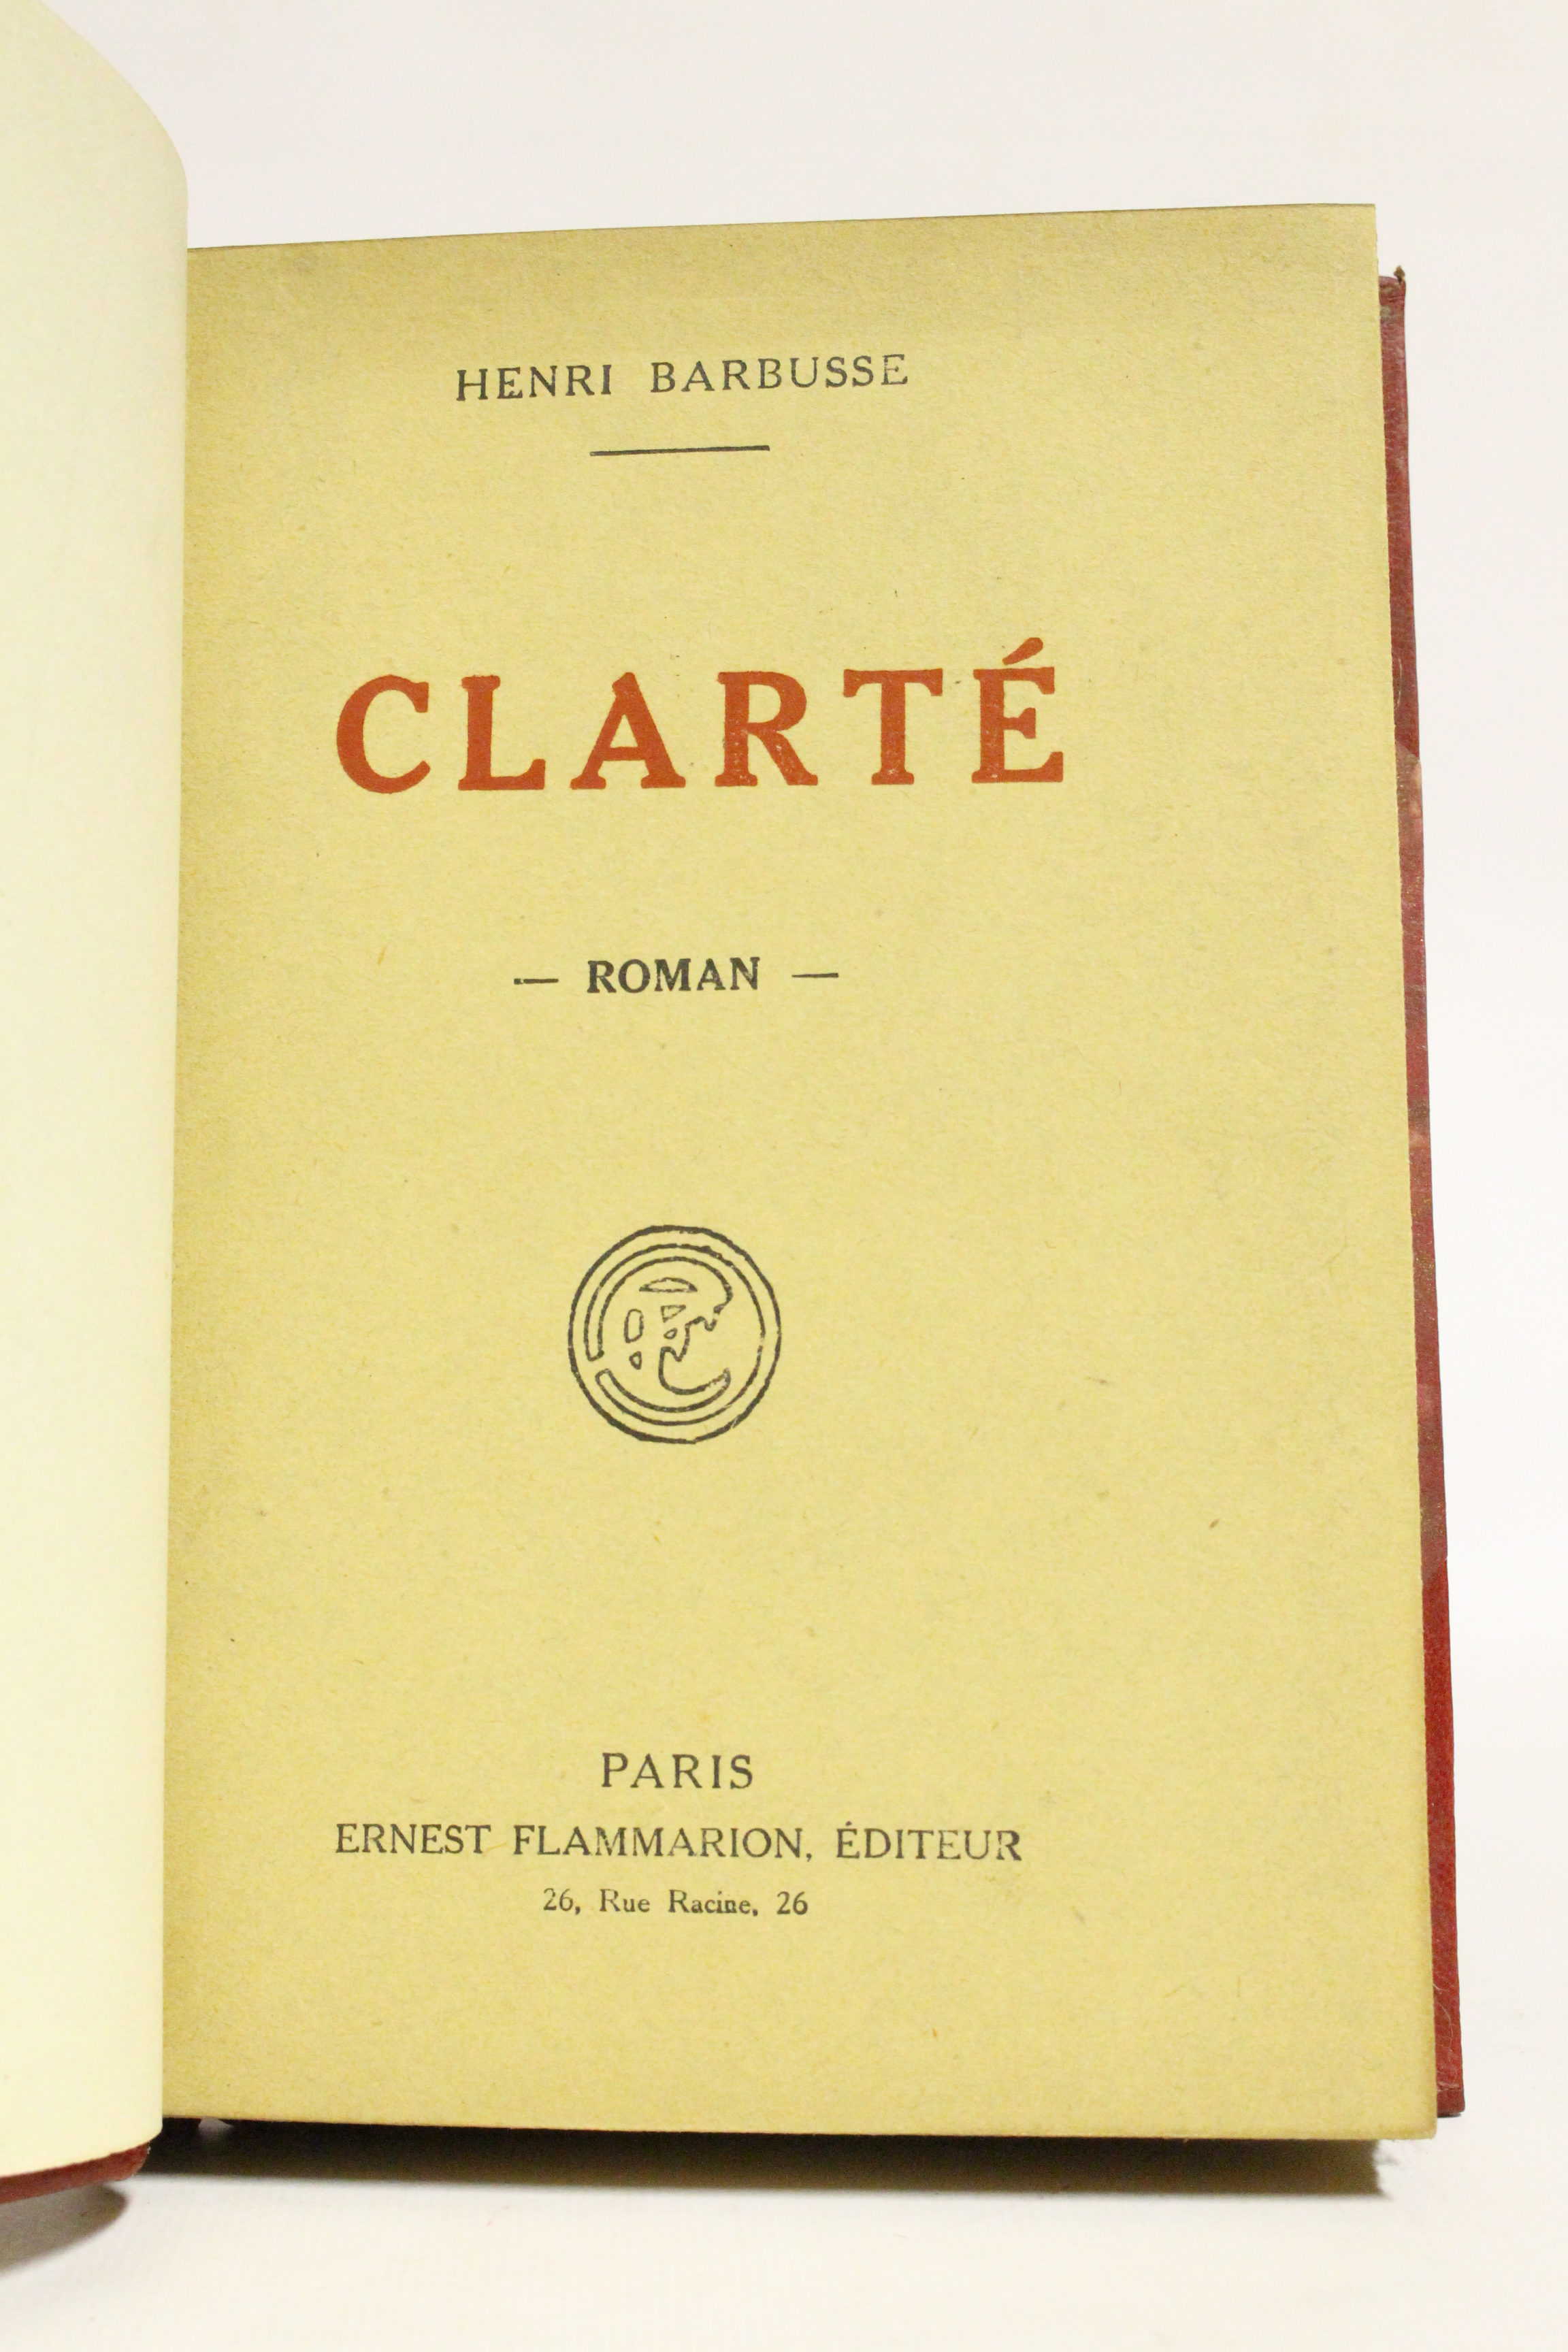 HENRI BARBUSSE
CLARTÉ
— ROMAN —
PARIS
ERNEST FLAMMARION, ÉDITEUR
26, Rue Racine, 26